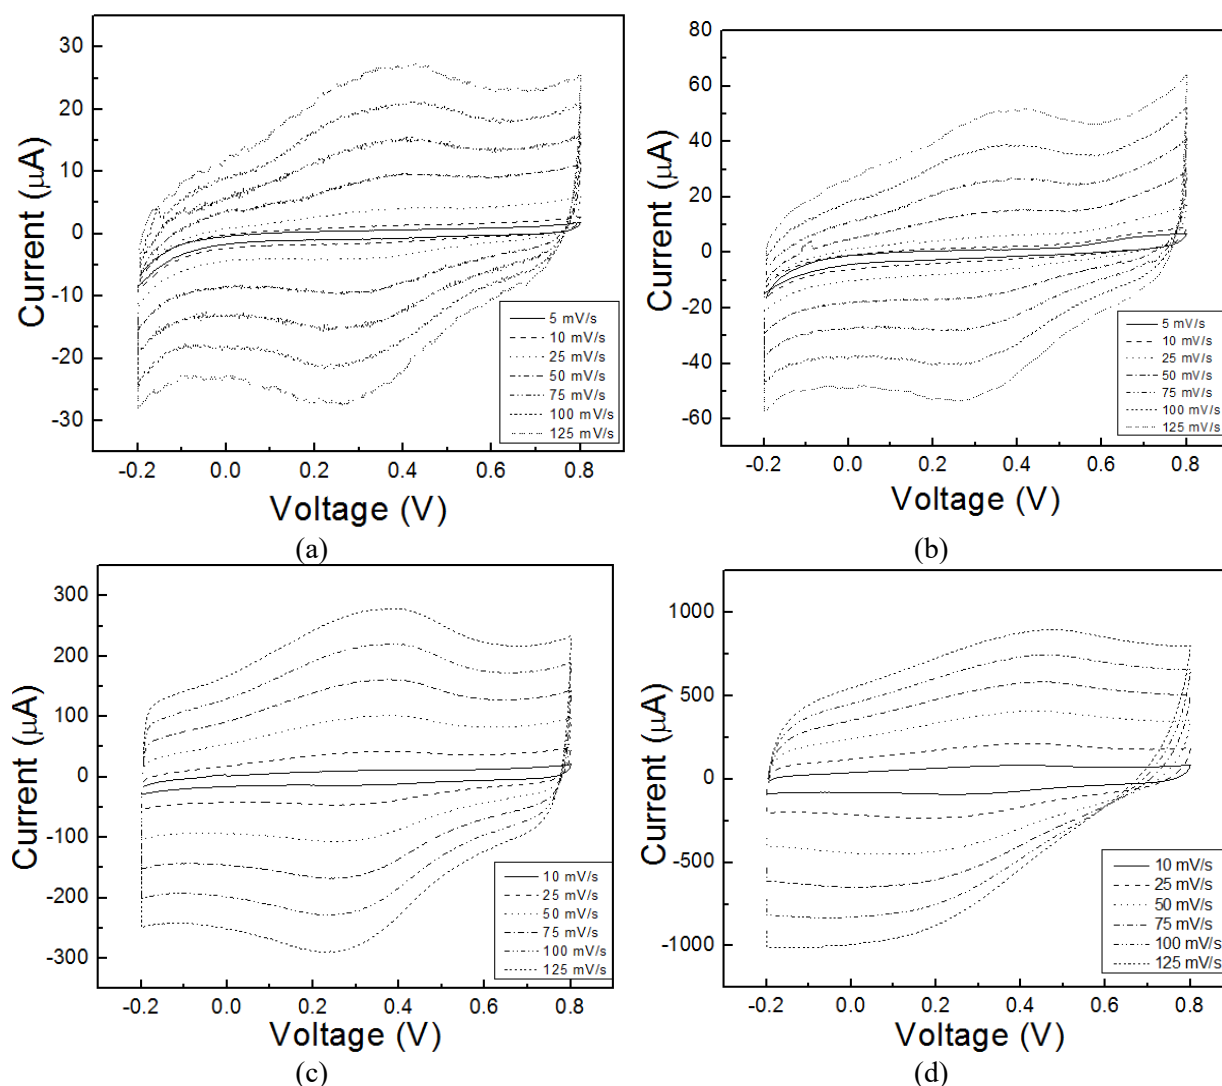 30
20
10
0
-10
-20
-30
Current (μA)
-0.2 0.0 0.2 0.4 0.6 0.8
Voltage (V)
5 mV/s
10 mV/s
25 mV/s
50 mV/s
75 mV/s
100 mV/s
125 mV/s
(a)
80
60
40
20
0
-20
-40
-60
Current (μA)
-0.2 0.0 0.2 0.4 0.6 0.8
Voltage (V)
5 mV/s
10 mV/s
25 mV/s
50 mV/s
75 mV/s
100 mV/s
125 mV/s
(b)
300
200
100
0
-100
-200
-300
Current (μA)
-0.2 0.0 0.2 0.4 0.6 0.8
Voltage (V)
10 mV/s
25 mV/s
50 mV/s
75 mV/s
100 mV/s
125 mV/s
(c)
1000
500
0
-500
-1000
Current (μA)
-0.2 0.0 0.2 0.4 0.6 0.8
Voltage (V)
10 mV/s
25 mV/s
50 mV/s
75 mV/s
100 mV/s
125 mV/s
(d)